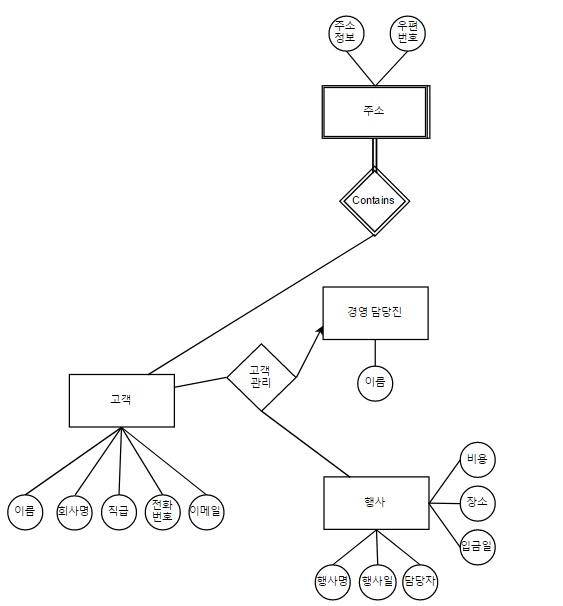 주소
정보
우편
번호
주소
Contains
경영 담당진
고객
관리
이름
고객
이름
회사명
직급
전화
번호
이메일
행사
비용
장소
입금일
행사명
행사일
담당자